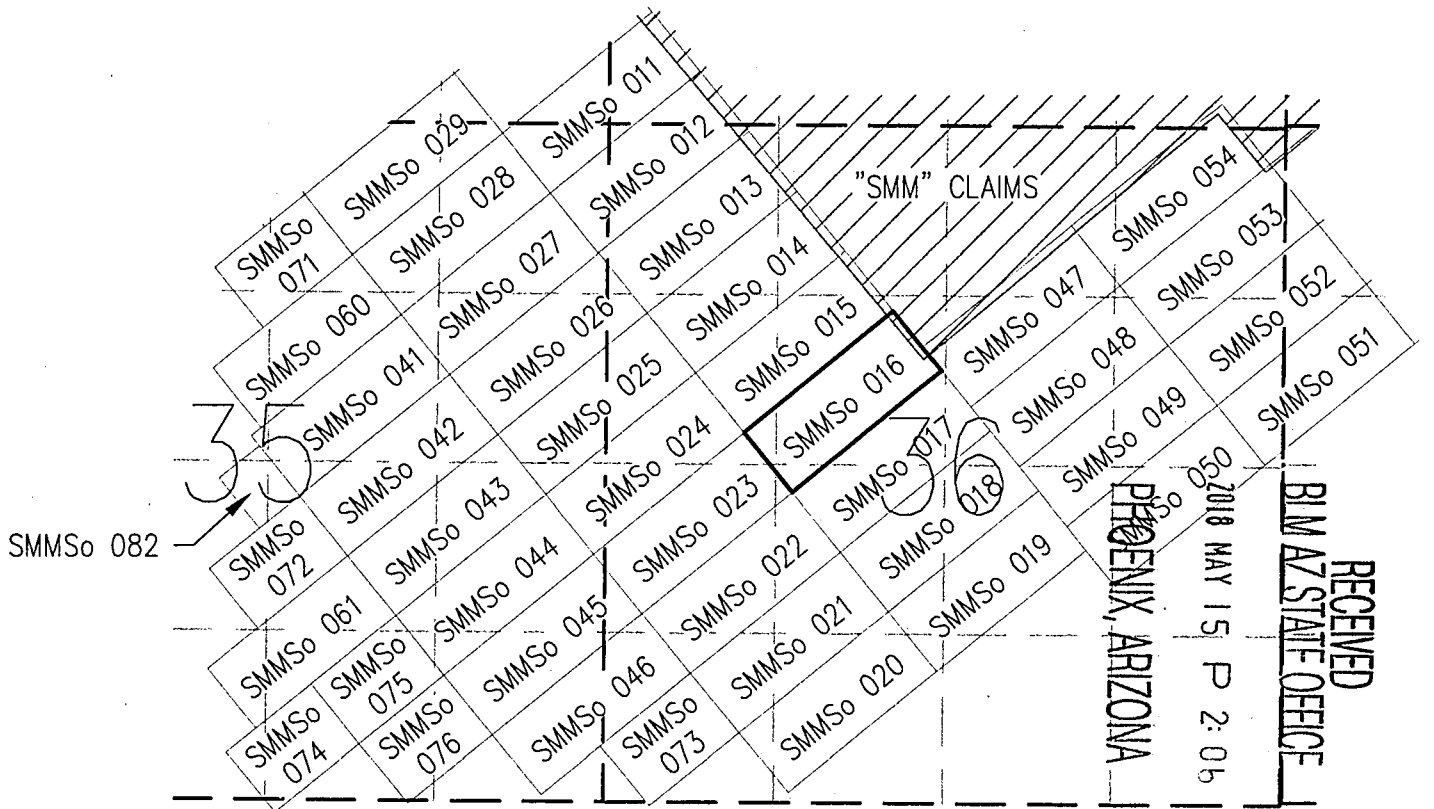 SMMSo 011
SMMSo 029
SMMSo 012
SMMSo 028
SMMSo 013
"SMM" CLAIMS
SMMSo 054
SMMSo
071
SMMSo 027
SMMSo 014
SMMSo 053
SMMSo 060
SMMSo 026
SMMSo 015
SMMSo 047
SMMSo 052
SMMSo 041
SMMSo 025
SMMSo 016
SMMSo 048
SMMSo 051
35
SMMSo 042
SMMSo 024
SMMSo 017
36
SMMSo 049
SMMSo 082
SMMSo 043
SMMSo 023
SMMSo 018
SMMSo 050
SMMSo
072
SMMSo 044
SMMSo 022
SMMSo 019
SMMSo 061
SMMSo 045
SMMSo 021
SMMSo
075
SMMSo 046
SMMSo 020
SMMSo
074
SMMSo
076
SMMSo
073
RECEIVED
BLM AZ STATE OFFICE
2018 MAY 15 P 2:06
PHOENIX, ARIZONA